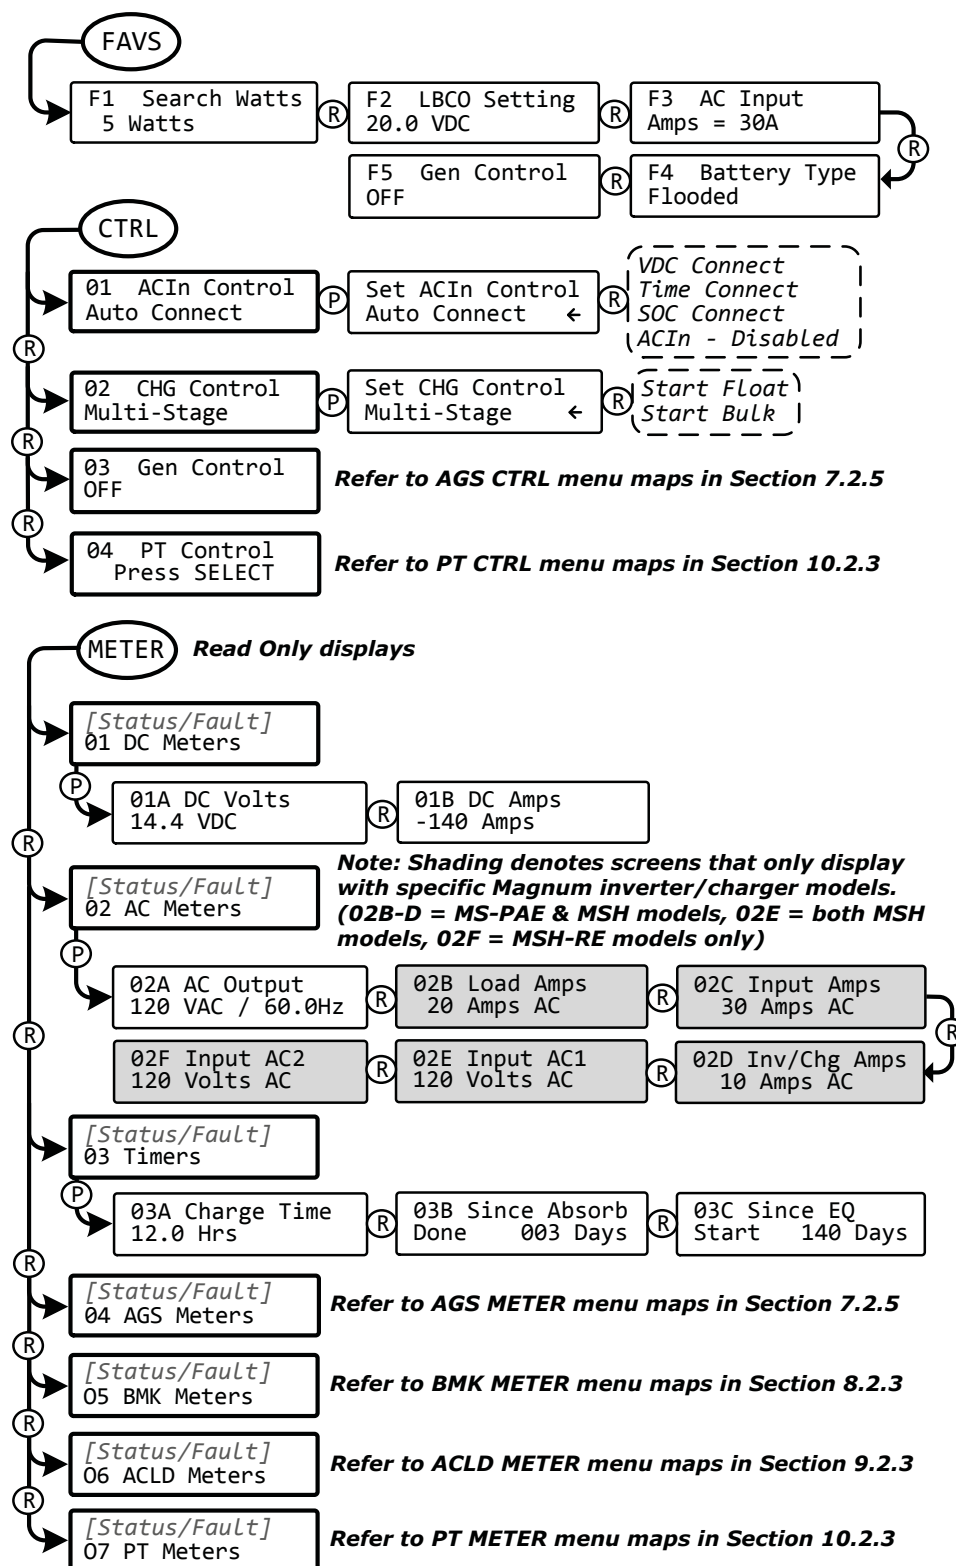 FAVS
F1  Search Watts
5 Watts
R
F2  LBCO Setting
20.0 VDC
R
F3  AC Input
Amps = 30A
R
F5  Gen Control
OFF
R
F4  Battery Type
Flooded
CTRL
01  ACIn Control
Auto Connect
P
Set ACIn Control
Auto Connect  ←
R
VDC Connect
Time Connect
SOC Connect
ACIn - Disabled
R
02  CHG Control
Multi-Stage
P
Set CHG Control
Multi-Stage  ←
R
Start Float
Start Bulk
R
03  Gen Control
OFF
Refer to AGS CTRL menu maps in Section 7.2.5
R
04  PT Control
Press SELECT
Refer to PT CTRL menu maps in Section 10.2.3
METER
Read Only displays
[Status/Fault]
01 DC Meters
P
01A DC Volts
14.4 VDC
R
01B DC Amps
-140 Amps
R
Note: Shading denotes screens that only display
with specific Magnum inverter/charger models.
(02B-D = MS-PAE & MSH models, 02E = both MSH
models, 02F = MSH-RE models only)
[Status/Fault]
02 AC Meters
P
02A AC Output
120 VAC / 60.0Hz
R
02B Load Amps
20 Amps AC
R
02C Input Amps
30 Amps AC
R
R
02F Input AC2
120 Volts AC
R
02E Input AC1
120 Volts AC
R
02D Inv/Chg Amps
10 Amps AC
[Status/Fault]
03 Timers
P
03A Charge Time
12.0 Hrs
R
03B Since Absorb
Done    003 Days
R
03C Since EQ
Start   140 Days
R
[Status/Fault]
04 AGS Meters
Refer to AGS METER menu maps in Section 7.2.5
R
[Status/Fault]
O5 BMK Meters
Refer to BMK METER menu maps in Section 8.2.3
R
[Status/Fault]
O6 ACLD Meters
Refer to ACLD METER menu maps in Section 9.2.3
R
[Status/Fault]
O7 PT Meters
Refer to PT METER menu maps in Section 10.2.3